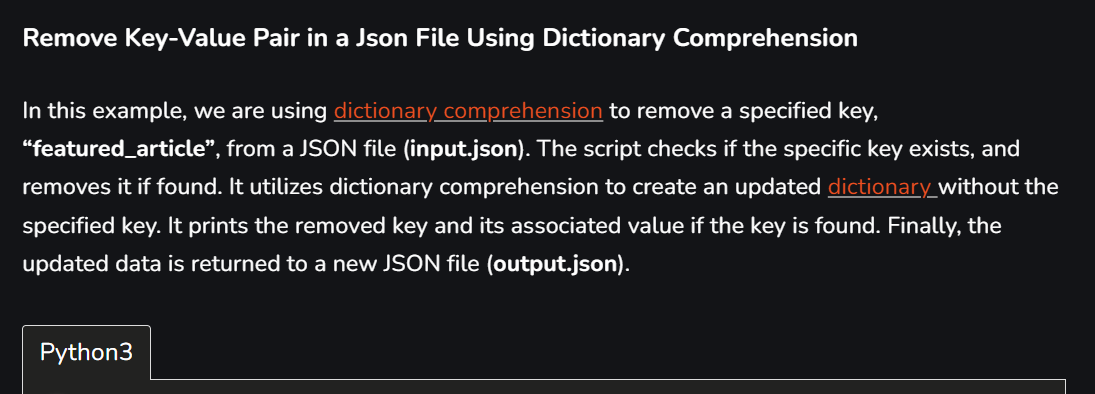 Remove Key-Value Pair in a Json File Using Dictionary Comprehension
In this example, we are using dictionary comprehension to remove a specified key,
“featured_article”, from a JSON file (input.json). The script checks if the specific key exists, and
removes it if found. It utilizes dictionary comprehension to create an updated dictionary without the
specified key. It prints the removed key and its associated value if the key is found. Finally, the
updated data is returned to a new JSON file (output.json).
Python3